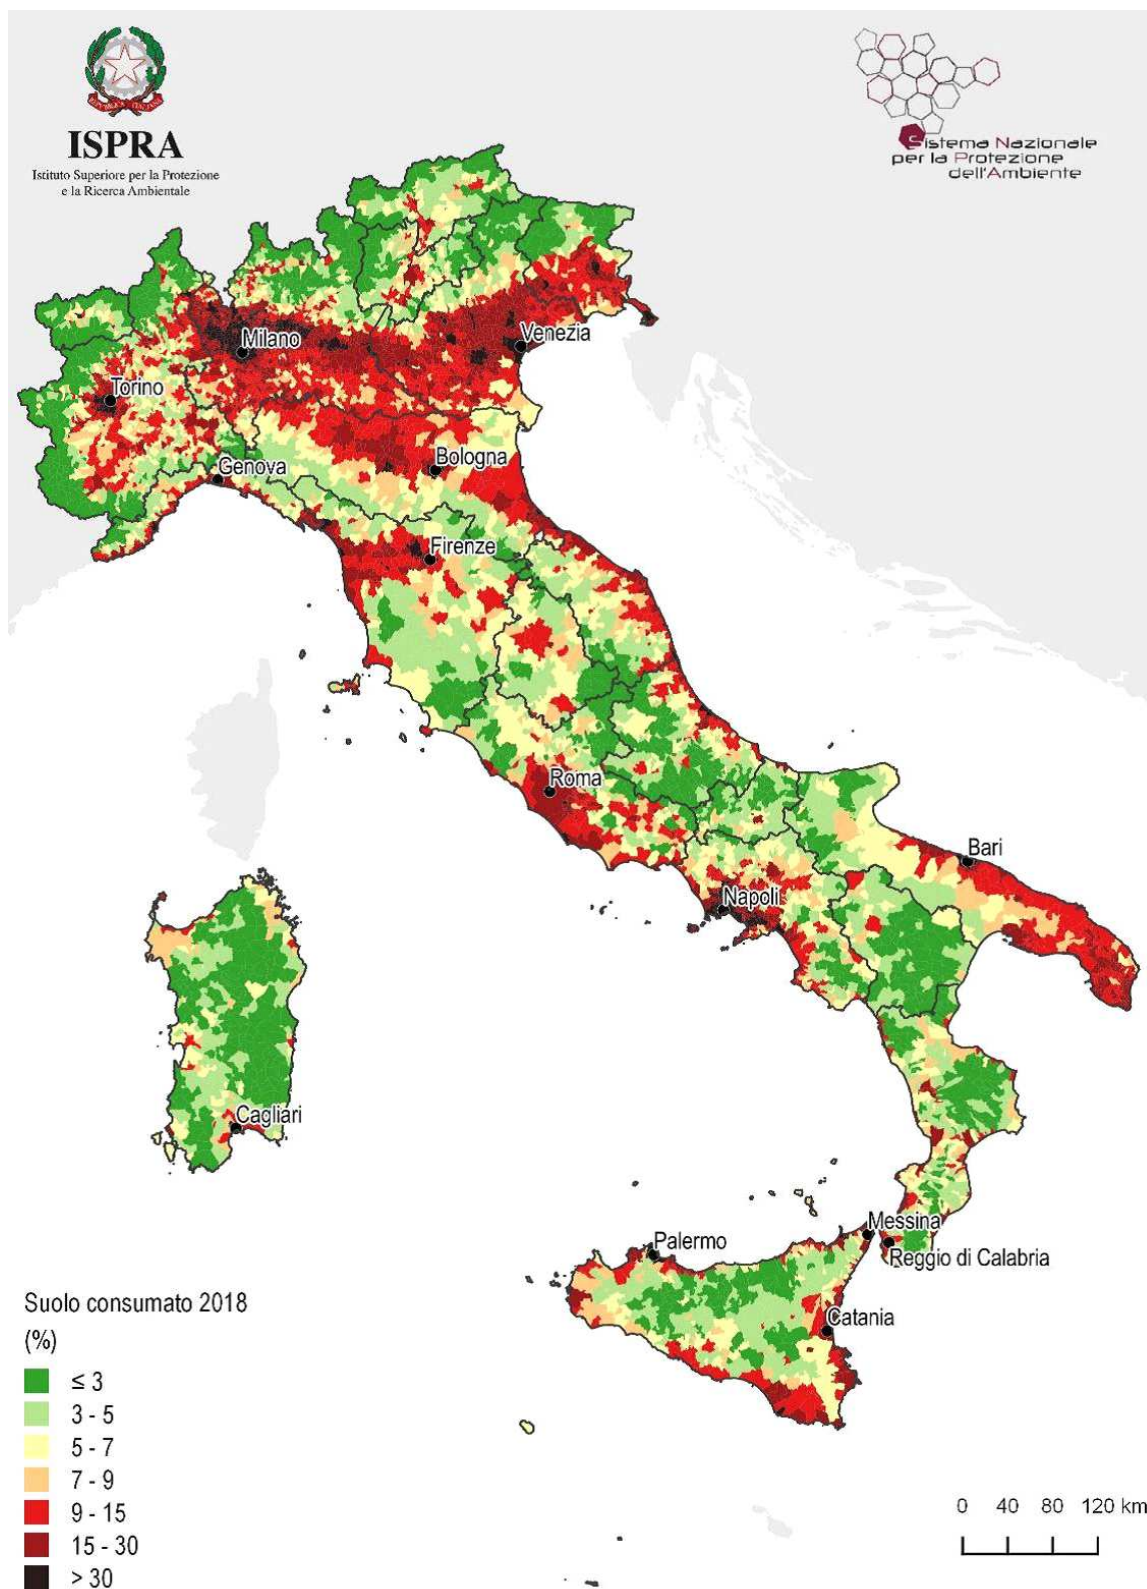 REPVBBLICA ITALIANA
ISPRA
Istituto Superiore per la Protezione
e la Ricerca Ambientale
Sistema Nazionale
per la Protezione
dell'Ambiente
Milano
Venezia
Torino
Genova
Bologna
Firenze
Roma
Bari
Napoli
Cagliari
Messina
Palermo
Reggio di Calabria
Catania
Suolo consumato 2018
(%)
≤ 3
3 - 5
5 - 7
7 - 9
9 - 15
15 - 30
> 30
0 40 80 120 km